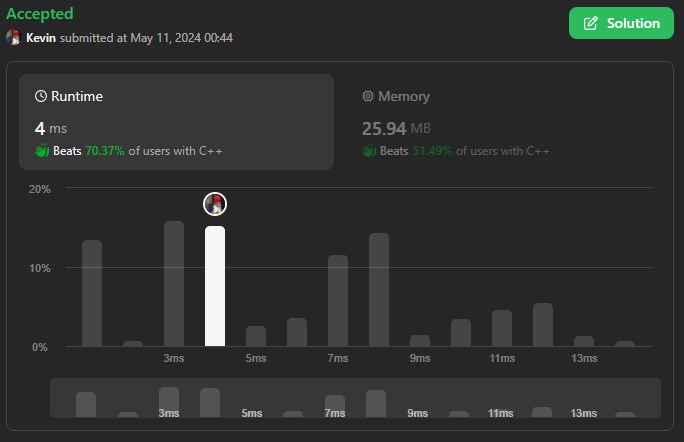 Accepted
Kevin submitted at May 11, 2024 00:44
Solution
Runtime
4 ms
Beats 70.37% of users with C++
Memory
25.94 MB
Beats 51.49% of users with C++
20%
10%
0%
3ms 5ms 7ms 9ms 11ms 13ms
3ms 5ms 7ms 9ms 11ms 13ms